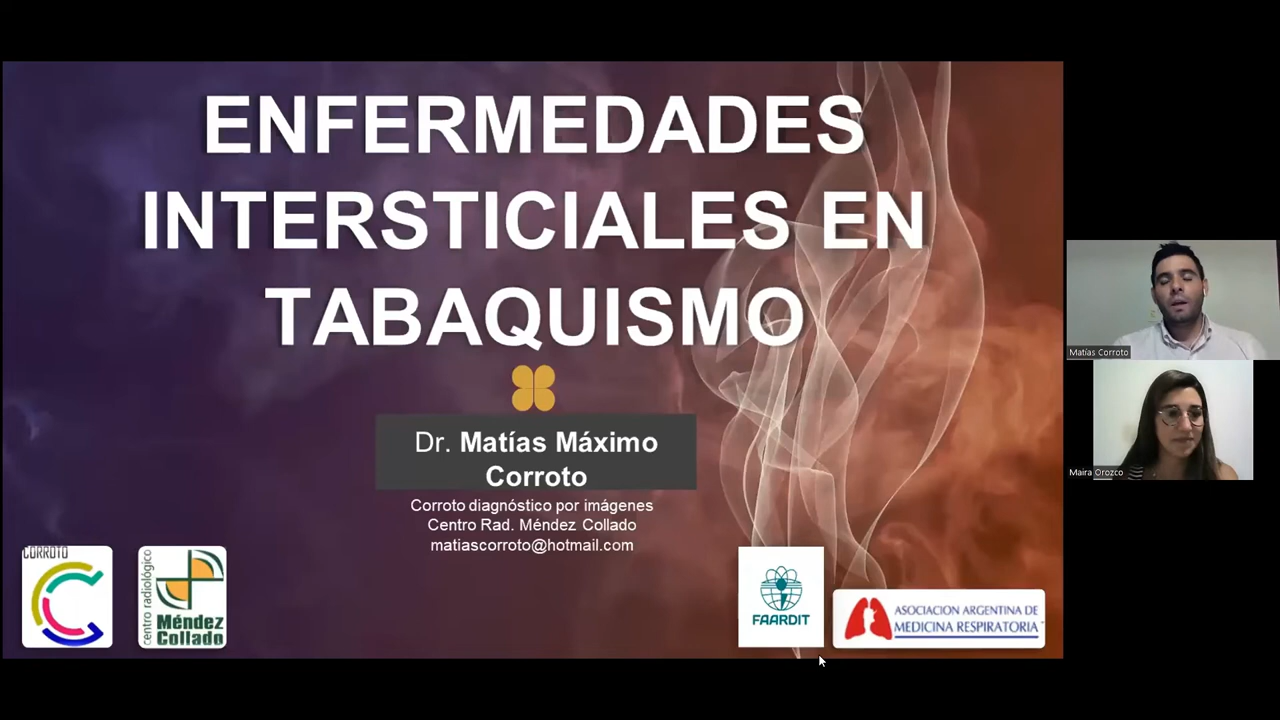 ENFERMEDADES
INTERSTICIALES EN
TABAQUISMO
Dr. Matías Máximo
Corroto
Corroto diagnóstico por imágenes
Centro Rad. Méndez Collado
matiascorroto@hotmail.com
CORROTO
centro radiológico
Méndez
Collado
FAARDIT
ASOCIACION ARGENTINA DE
MEDICINA RESPIRATORIA
Matías Corroto
Maira Orozco